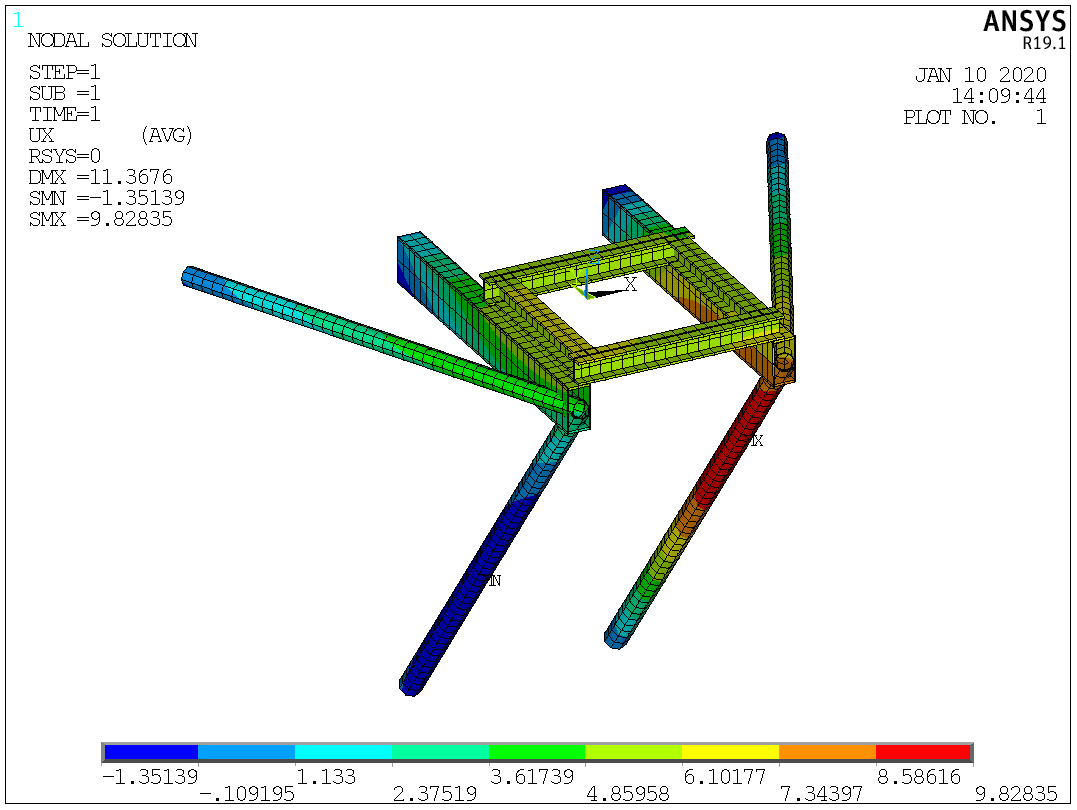 1
NODAL SOLUTION
STEP=1
SUB =1
TIME=1
UX (AVG)
RSYS=0
DMX =11.3676
SMN =-1.35139
SMX =9.82835
ANSYS
R19.1
JAN 10 2020
14:09:44
PLOT NO. 1
X
MX
MN
-1.35139 1.133 3.61739 6.10177 8.58616
-.109195 2.37519 4.85958 7.34397 9.82835